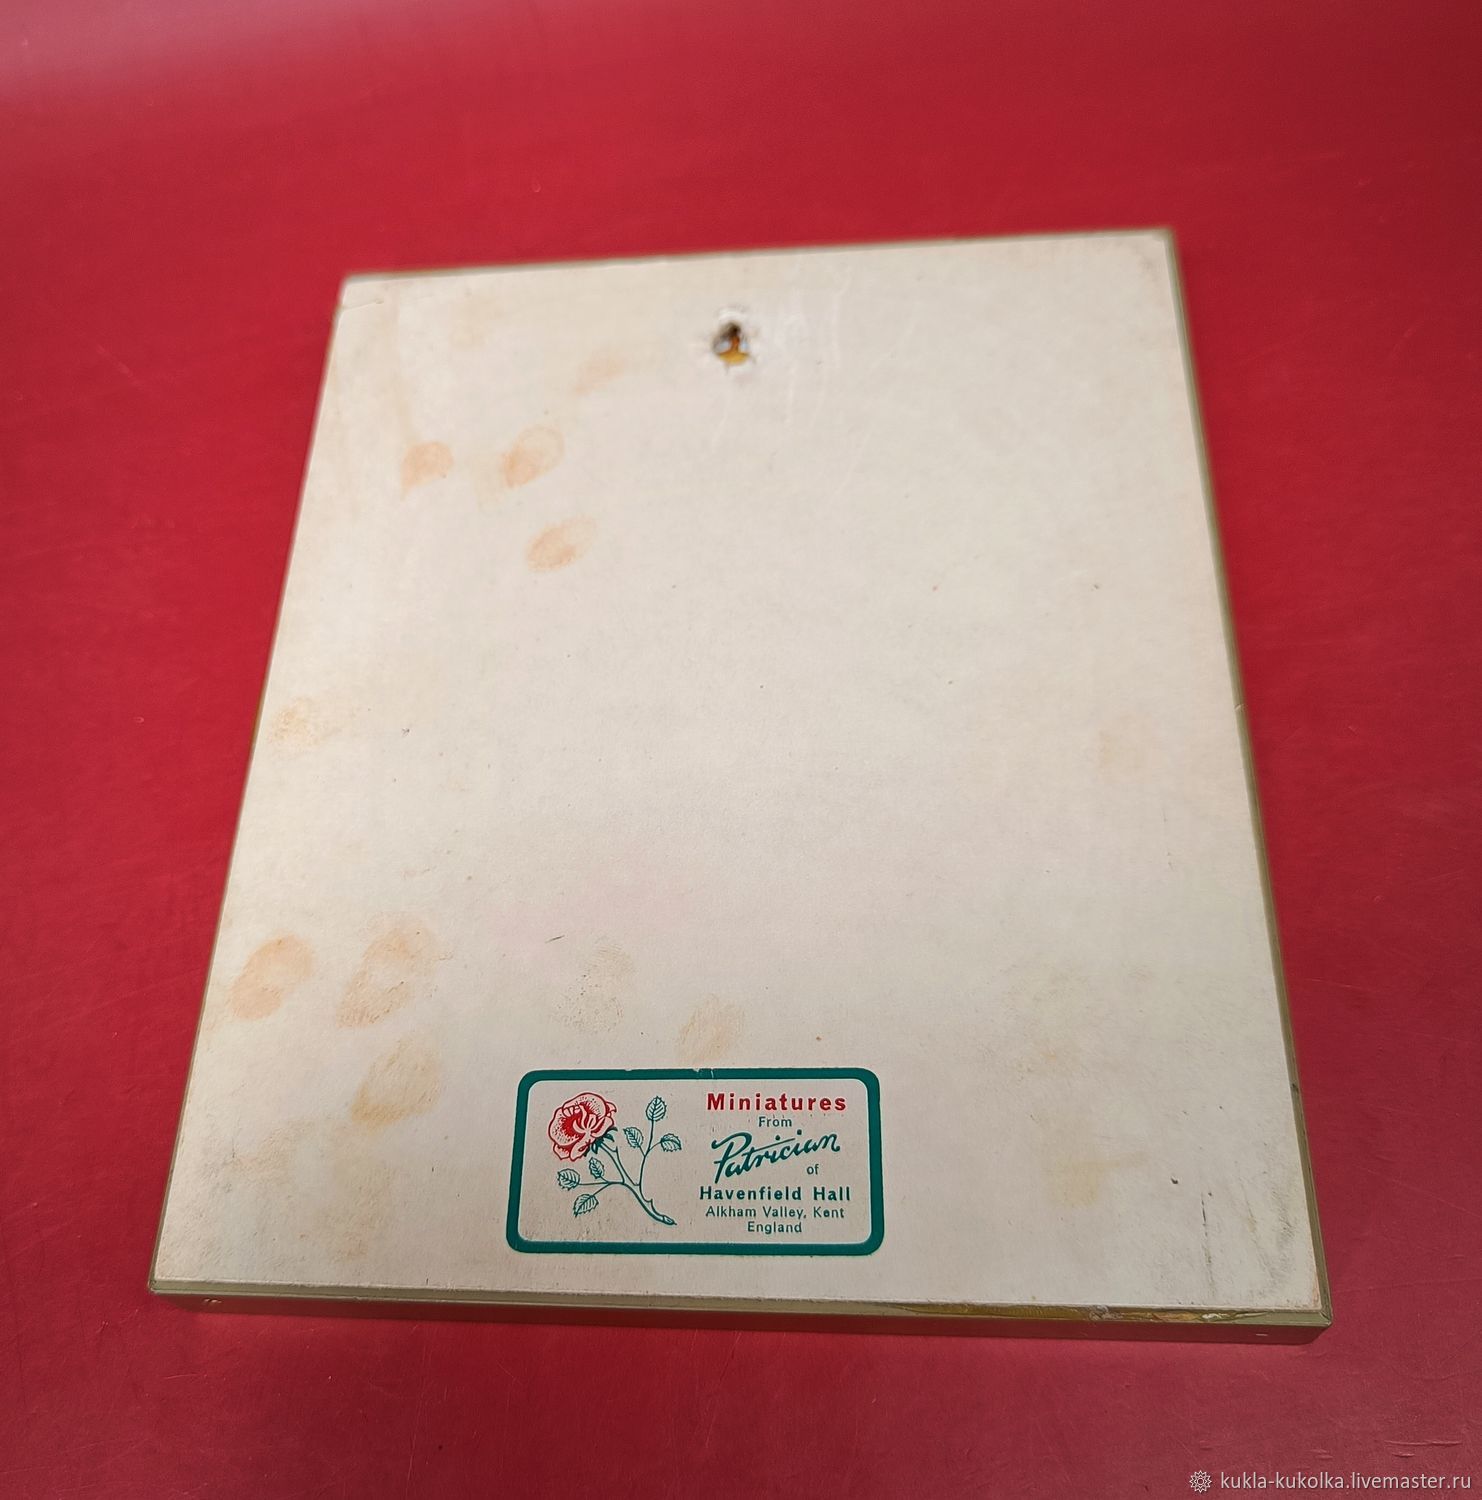 Miniatures
From
Patrician
of
Havenfield Hall
Alkham Valley, Kent
England
kukla-kukolka.livemaster.ru